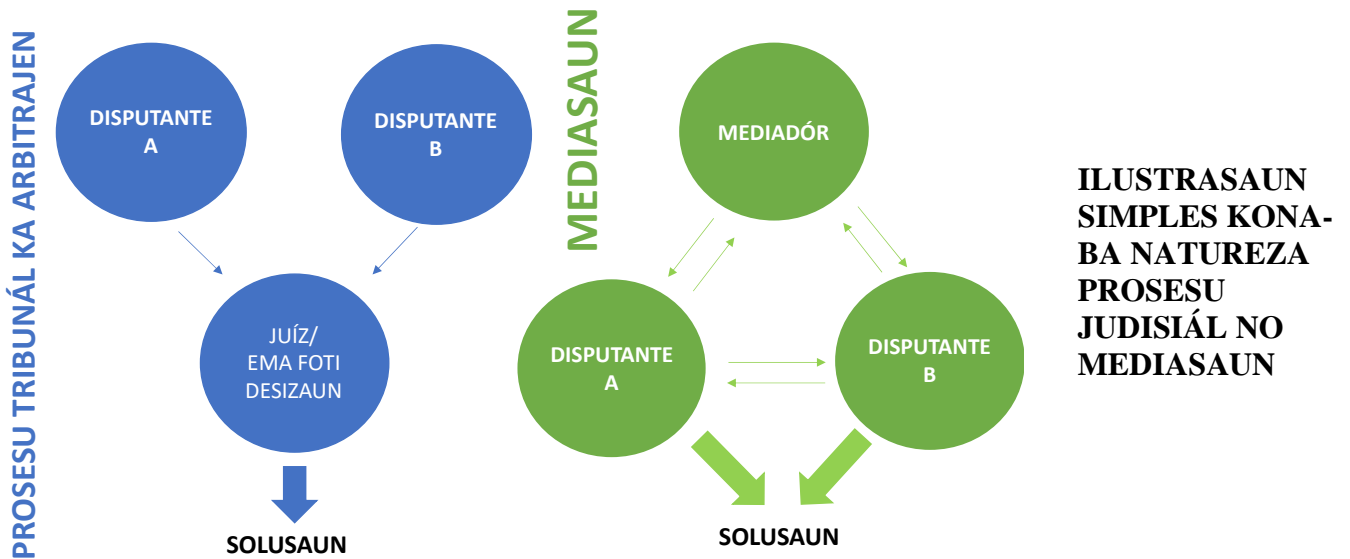 PROSESU TRIBUNÁL KA ARBITRAJEN
DISPUTANTE
A
DISPUTANTE
B
JUÍZ/
EMA FOTI
DESIZAUN
SOLUSAUN
MEDIASAUN
MEDIADÓR
DISPUTANTE
A
DISPUTANTE
B
SOLUSAUN
ILUSTRASAUN
SIMPLES KONA-
BA NATUREZA
PROSESU
JUDISIÁL NO
MEDIASAUN